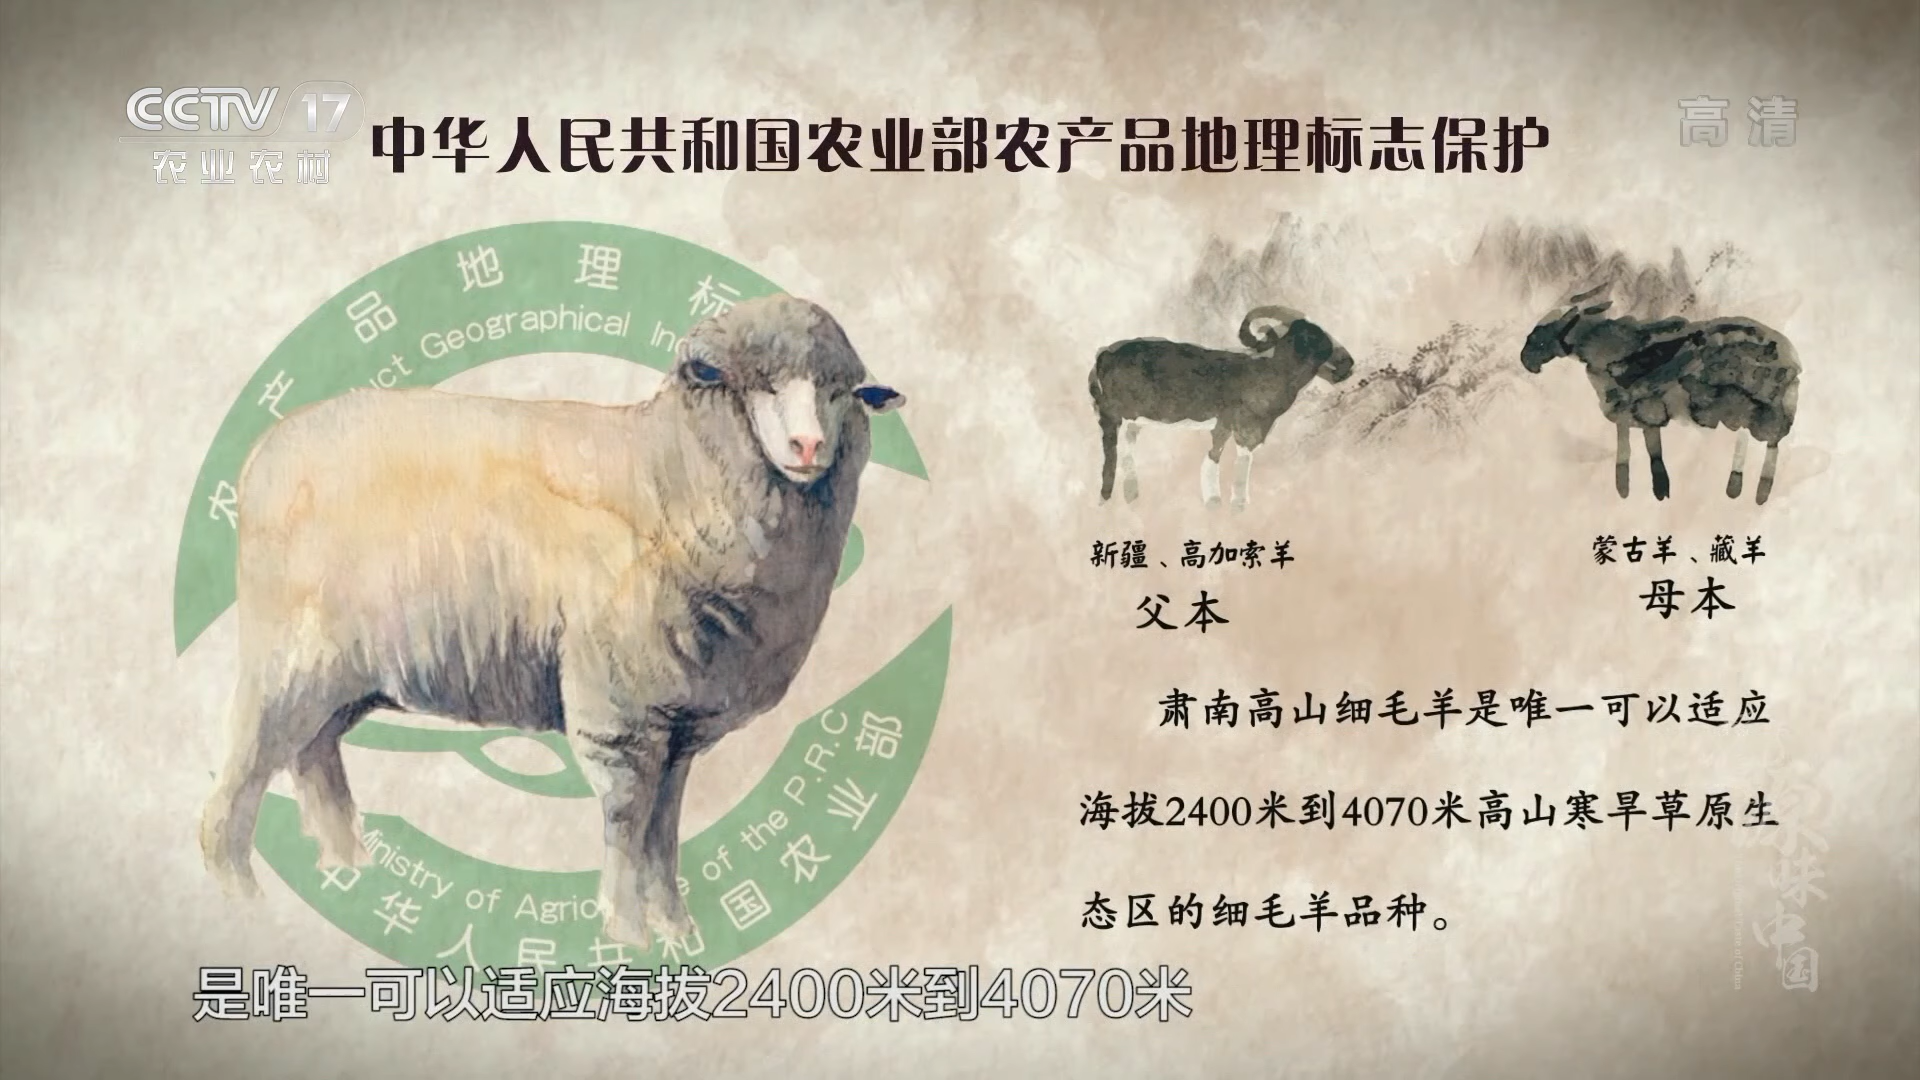 CCTV 17
农业农村
高清
中华人民共和国农业部农产品地理标志保护
农产品地理标
uct Geographical In
新疆、高加索羊
父本
蒙古羊、藏羊
母本
肃南高山细毛羊是唯一可以适应
海拔2400米到4070米高山寒旱草原生
态区的细毛羊品种。
Ministry of Agric e of the P.R.C
中华人民共和国农业部
原味中国
是唯一可以适应海拔2400米到4070米